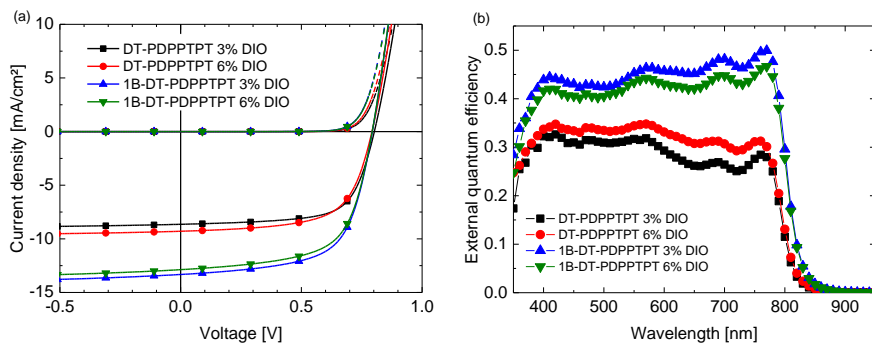 (a)
10
5
0
-5
-10
-15
-0.5
0.0
0.5
1.0
Current density [mA/cm²]
Voltage [V]
DT-PDPPTPT 3% DIO
DT-PDPPTPT 6% DIO
1B-DT-PDPPTPT 3% DIO
1B-DT-PDPPTPT 6% DIO
(b)
0.5
0.4
0.3
0.2
0.1
0.0
400
500
600
700
800
900
External quantum efficiency
Wavelength [nm]
DT-PDPPTPT 3% DIO
DT-PDPPTPT 6% DIO
1B-DT-PDPPTPT 3% DIO
1B-DT-PDPPTPT 6% DIO